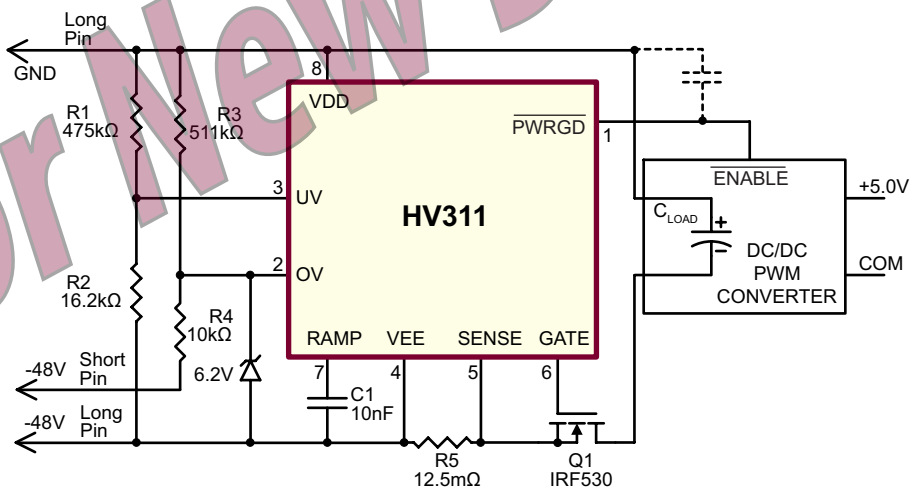 or New
Long
Pin
GND
R1
475kΩ
R3
511kΩ
8
VDD
PWRGD
1
ENABLE
+5.0V
3
UV
HV311
CLOAD
+
–
DC/DC
PWM
CONVERTER
COM
2
OV
R2
16.2kΩ
R4
10kΩ
RAMP
VEE
SENSE
GATE
-48V
Short
Pin
6.2V
7
4
5
6
C1
10nF
-48V
Long
Pin
R5
12.5mΩ
Q1
IRF530